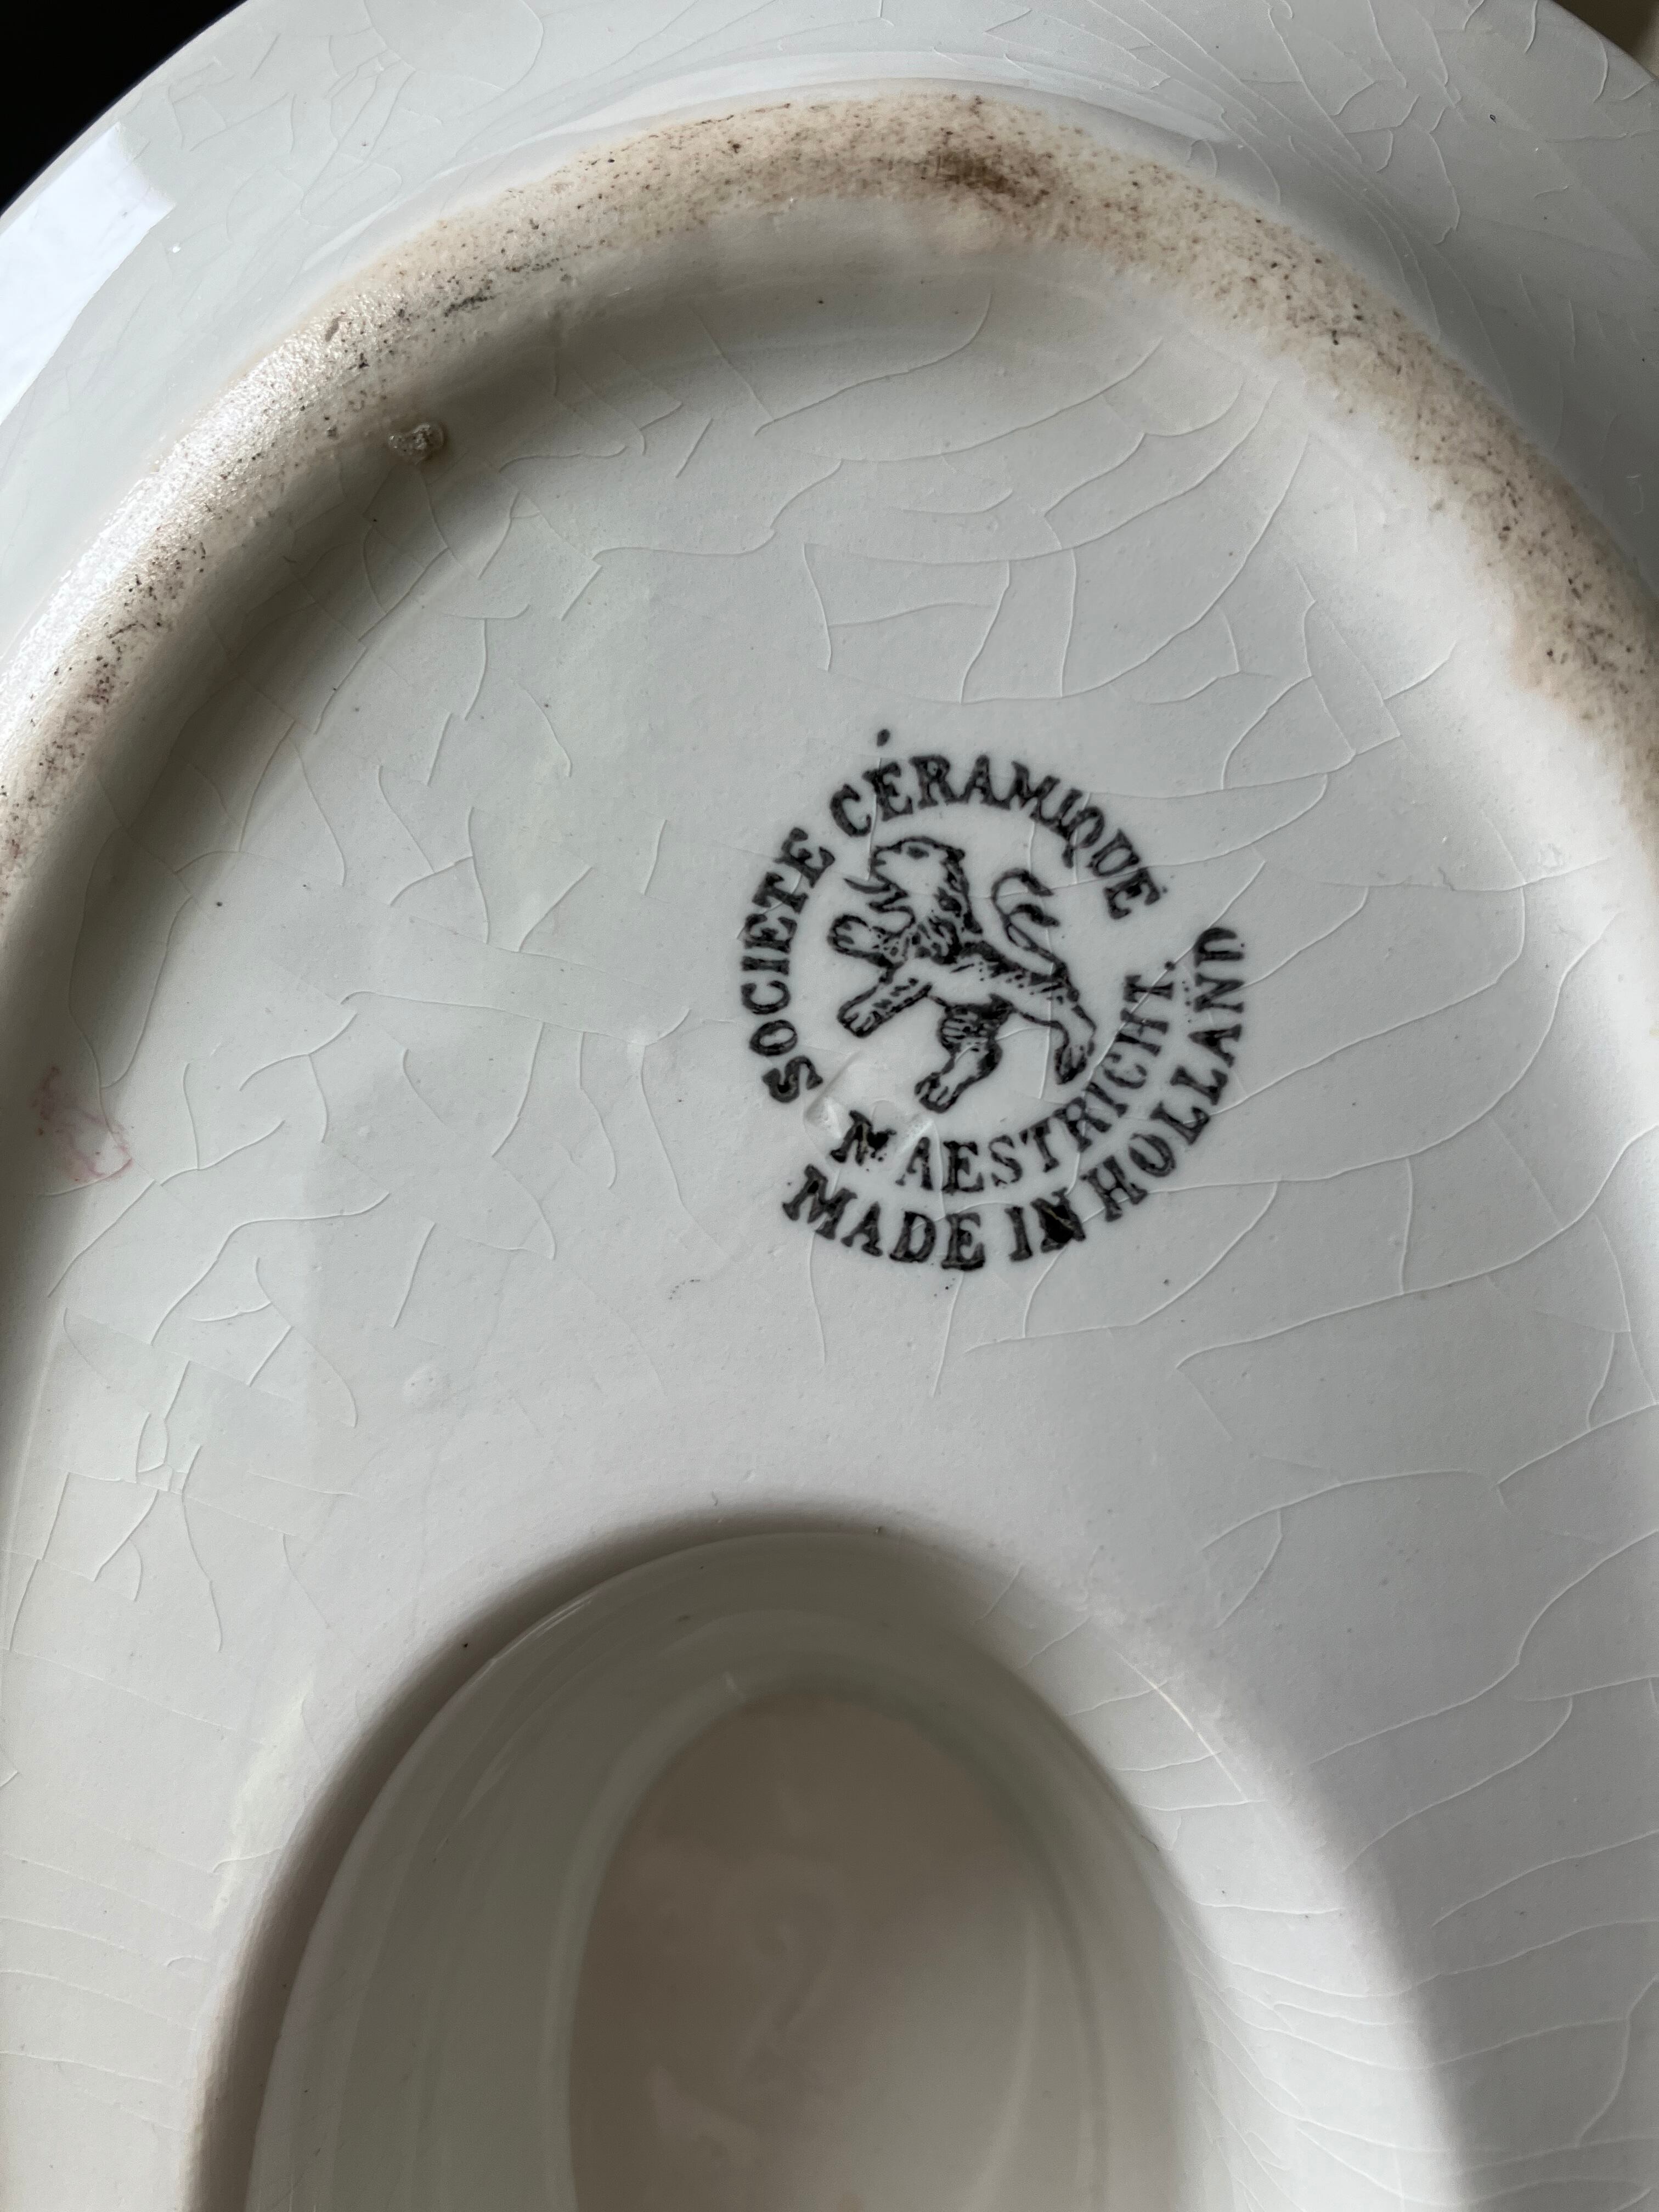 SOCIETE CÉRAMIQUE
MAESTRICHT.
MADE IN HOLLAND